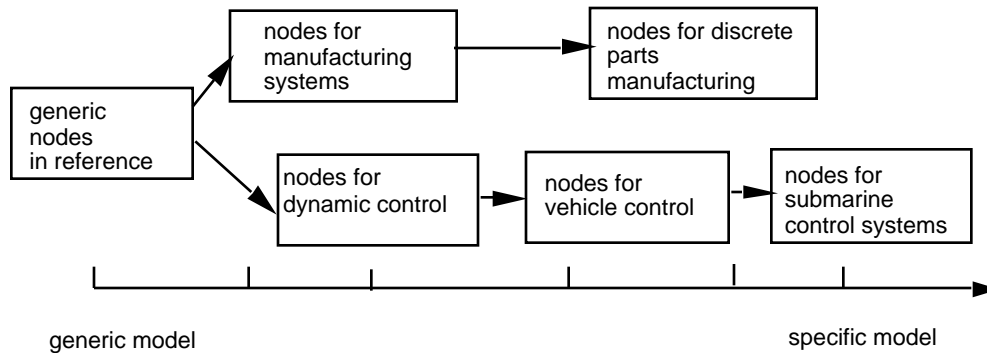 nodes for
manufacturing
systems
nodes for discrete
parts
manufacturing
generic
nodes
in reference
nodes for
dynamic control
nodes for
vehicle control
nodes for
submarine
control systems
generic model
specific model